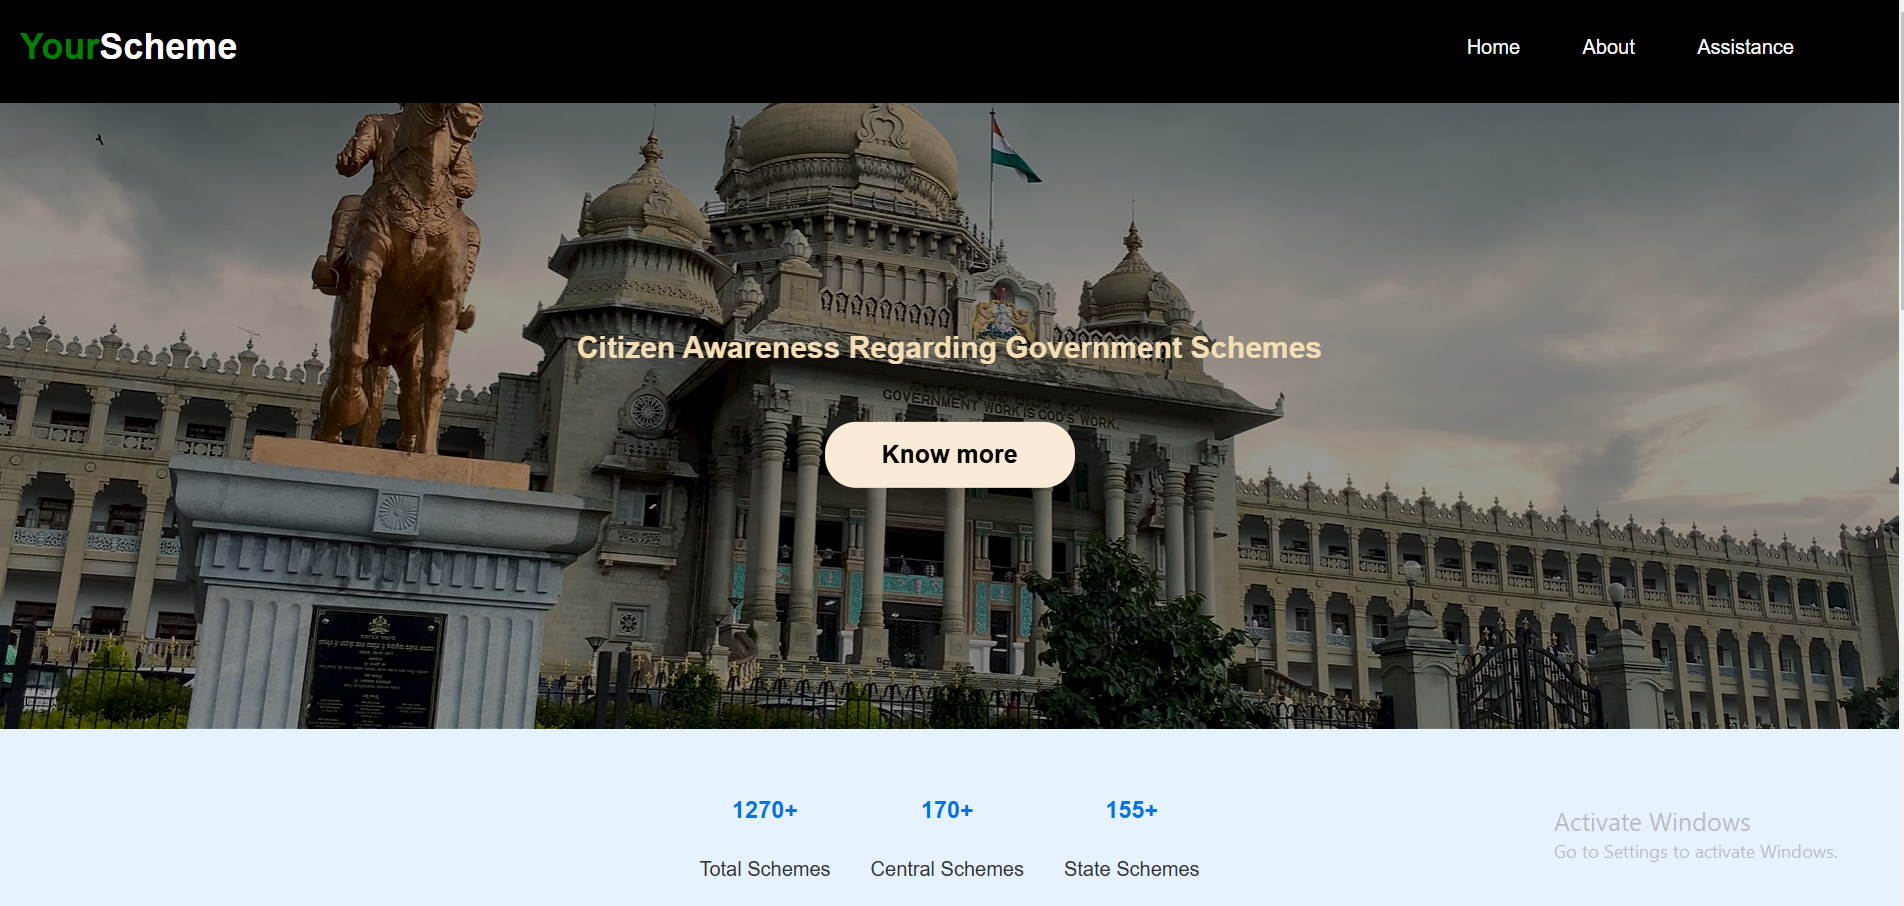 YourScheme
Home About Assistance
Citizen Awareness Regarding Government Schemes
GOVERNMENT WORK IS GOD'S WORK.
Know more
1270+ 170+ 155+
Total Schemes Central Schemes State Schemes
Activate Windows
Go to Settings to activate Windows.